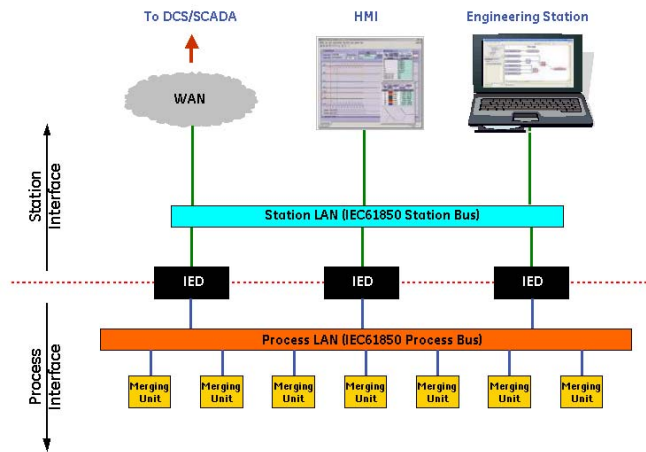 To DCS/SCADA
HMI
Engineering Station
WAN
Station
Interface
Station LAN (IEC61850 Station Bus)
IED
IED
IED
Process LAN (IEC61850 Process Bus)
Process
Interface
Merging
Unit
Merging
Unit
Merging
Unit
Merging
Unit
Merging
Unit
Merging
Unit
Merging
Unit